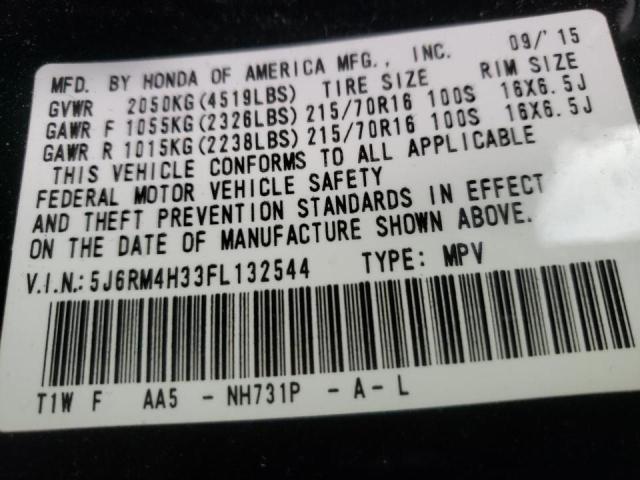 MFD. BY HONDA OF AMERICA MFG., INC. 09/'15
GVWR 2050KG(4519LBS) TIRE SIZE RIM SIZE
GAWR F 1055KG(2326LBS) 215/70R16 100S 16X6.5J
GAWR R 1015KG(2238LBS) 215/70R16 100S 16X6.5J
THIS VEHICLE CONFORMS TO ALL APPLICABLE
FEDERAL MOTOR VEHICLE SAFETY
AND THEFT PREVENTION STANDARDS IN EFFECT
ON THE DATE OF MANUFACTURE SHOWN ABOVE.
V.I.N.:5J6RM4H33FL132544 TYPE: MPV
T1W F AA5 - NH731P - A - L